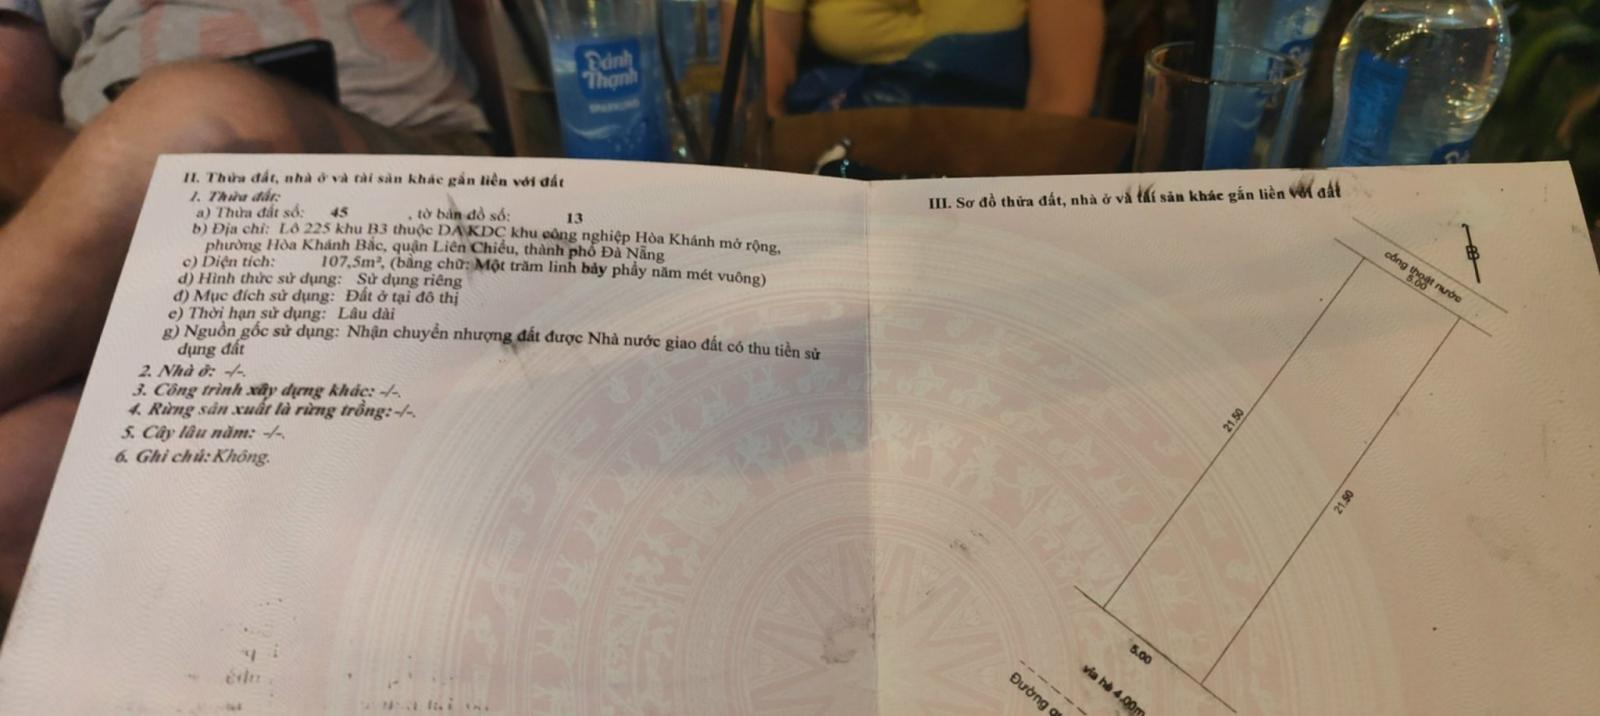 Đảnh
Thạnh
SPARKLING
II. Thửa đất, nhà ở và tài sản khác gắn liền với đất
1. Thửa đất:
a) Thửa đất số: 45 , tờ bản đồ số: 13
b) Địa chỉ: Lô 225 khu B3 thuộc DA KDC khu công nghiệp Hòa Khánh mở rộng,
phường Hòa Khánh Bắc, quận Liên Chiểu, thành phố Đà Nẵng
c) Diện tích: 107,5m², (bằng chữ: Một trăm linh bảy phẩy năm mét vuông)
d) Hình thức sử dụng: Sử dụng riêng
đ) Mục đích sử dụng: Đất ở tại đô thị
e) Thời hạn sử dụng: Lâu dài
g) Nguồn gốc sử dụng: Nhận chuyển nhượng đất được Nhà nước giao đất có thu tiền sử
dụng đất
2. Nhà ở: -/-.
3. Công trình xây dựng khác: -/-.
4. Rừng sản xuất là rừng trồng: -/-.
5. Cây lâu năm: -/-.
6. Ghi chú: Không.
III. Sơ đồ thửa đất, nhà ở và tài sản khác gắn liền với đất
B
cống thoát nước
5.00
21.50
21.50
5.00
vỉa hè 4.00m
Đường